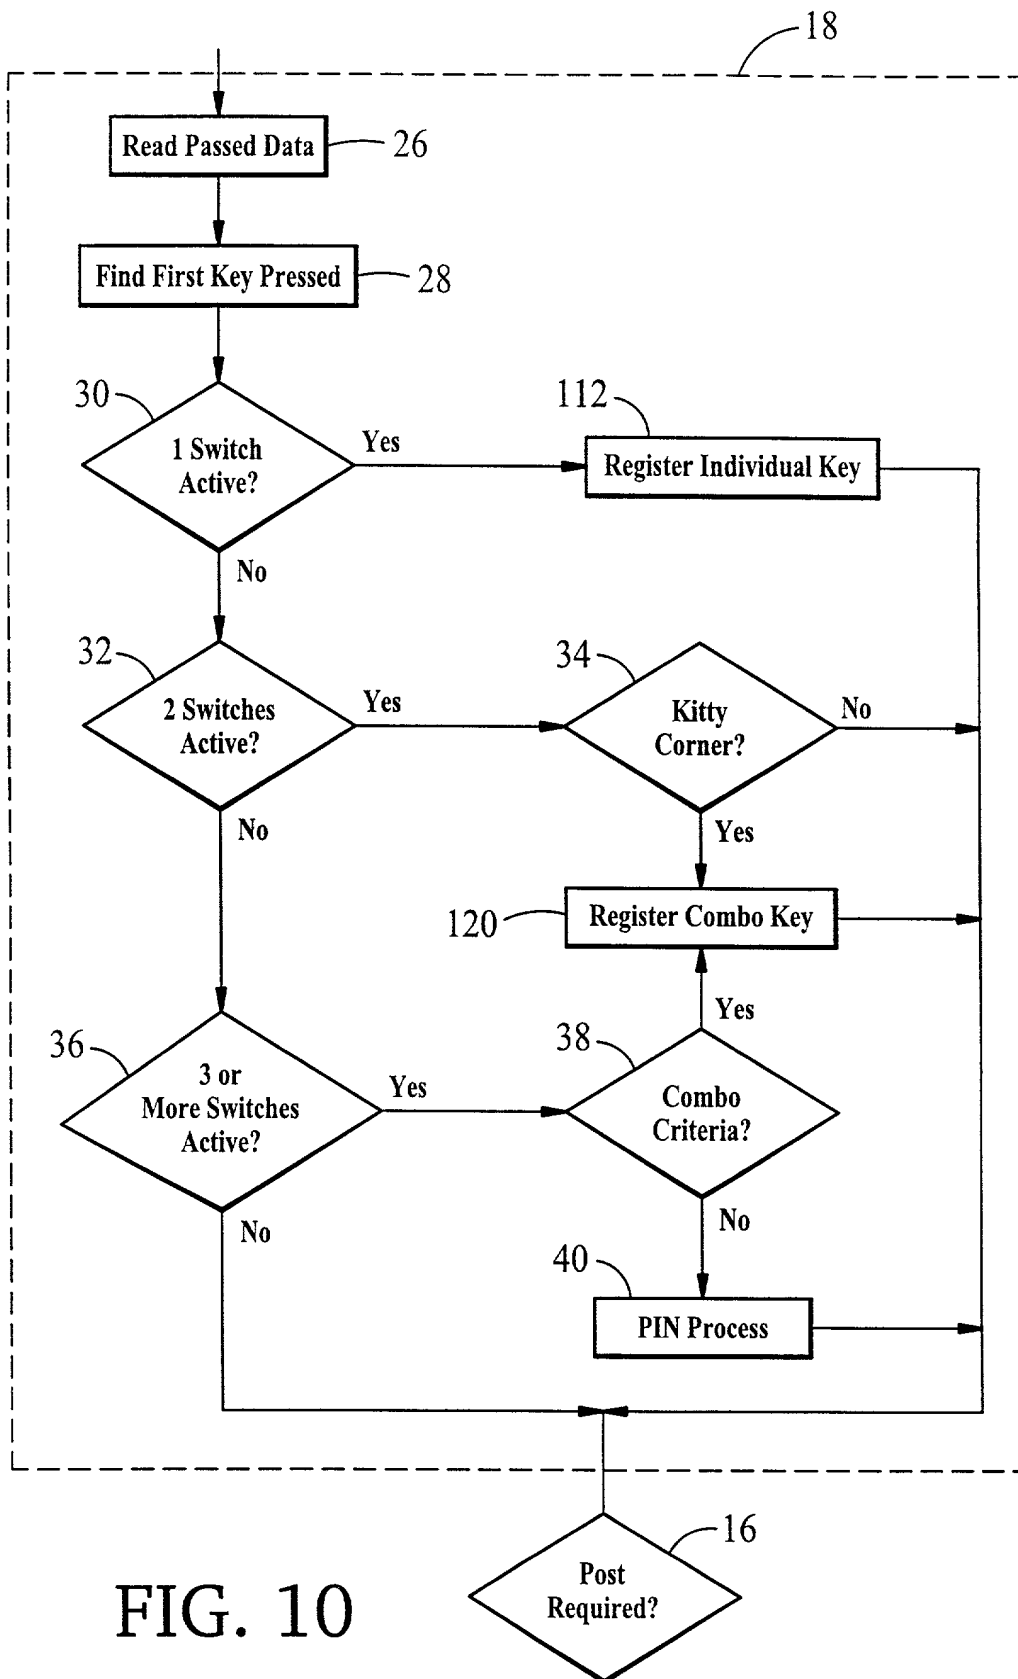 18
Read Passed Data
26
Find First Key Pressed
28
30
1 Switch
Active?
Yes
112
Register Individual Key
No
32
2 Switches
Active?
Yes
34
Kitty
Corner?
No
No
Yes
120
Register Combo Key
Yes
36
3 or
More Switches
Active?
Yes
38
Combo
Criteria?
No
No
40
PIN Process
16
Post
Required?
FIG. 10